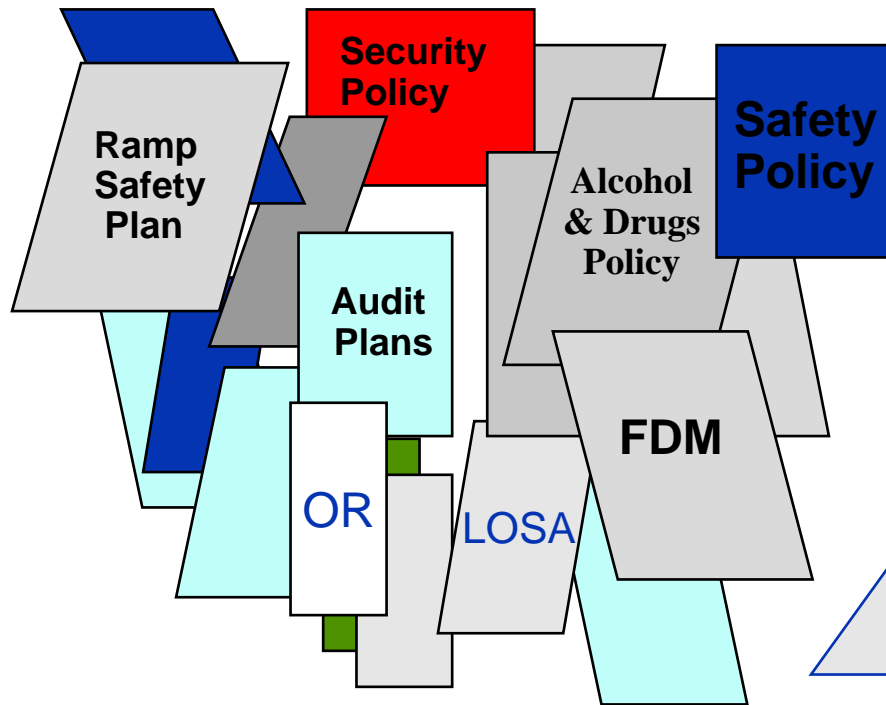 Security
Policy
Ramp
Safety
Plan
Safety
Policy
Alcohol
& Drugs
Policy
Audit
Plans
FDM
OR
LOSA